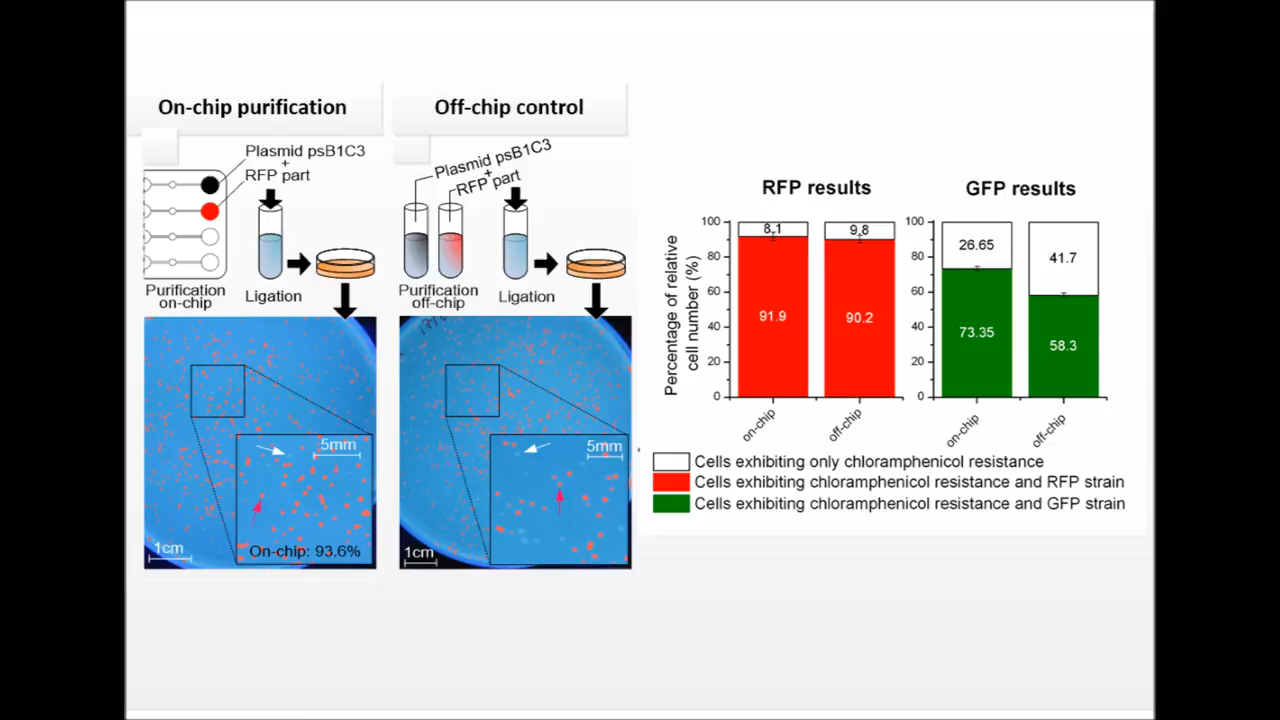 On-chip purification
Plasmid psB1C3
+
RFP part
Purification
on-chip
Ligation
1cm
5mm
On-chip: 93.6%
Off-chip control
Plasmid psB1C3
+
RFP part
Purification
off-chip
Ligation
1cm
5mm
RFP results
Percentage of relative
cell number (%)
100
80
60
40
20
0
8.1
91.9
9.8
90.2
on-chip
off-chip
GFP results
100
80
60
40
20
0
26.65
73.35
41.7
58.3
on-chip
off-chip
Cells exhibiting only chloramphenicol resistance
Cells exhibiting chloramphenicol resistance and RFP strain
Cells exhibiting chloramphenicol resistance and GFP strain